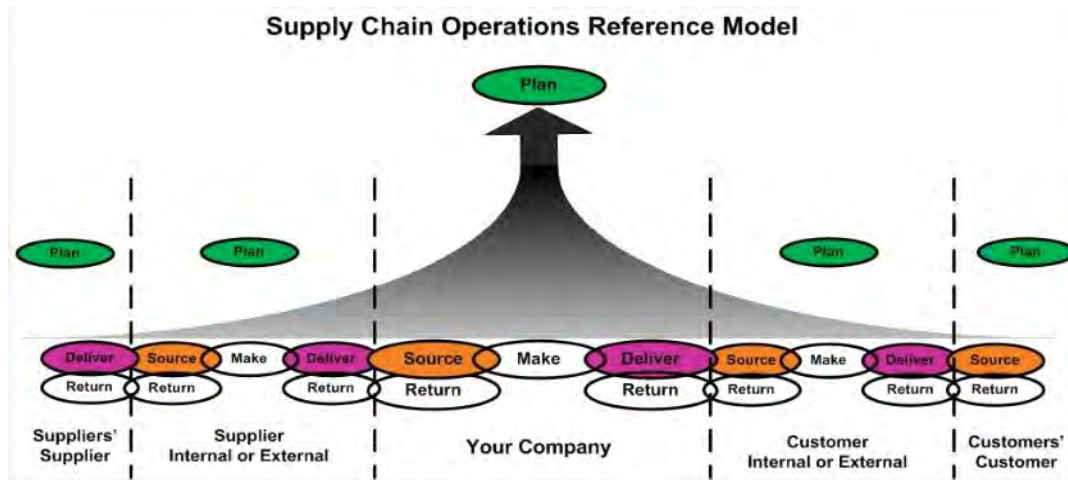 Supply Chain Operations Reference Model
Plan
Plan Plan Plan Plan
Deliver Source Make Deliver Source Make Deliver Source Make Deliver Source
Return Return Return Return Return Return Return Return
Suppliers' Supplier Your Company Customer Customers'
Supplier Internal or External Internal or External Customer